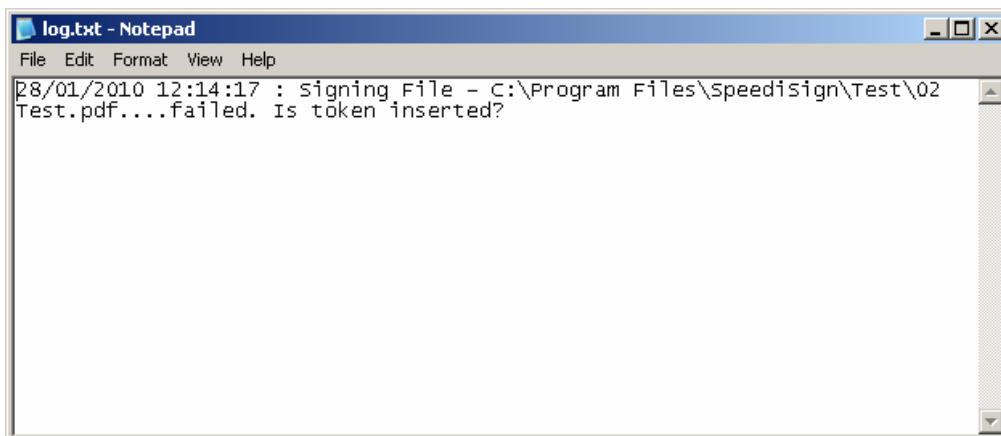 log.txt - Notepad
File Edit Format View Help
28/01/2010 12:14:17 : Signing File - C:\Program Files\SpeediSign\Test\02
Test.pdf....failed. Is token inserted?